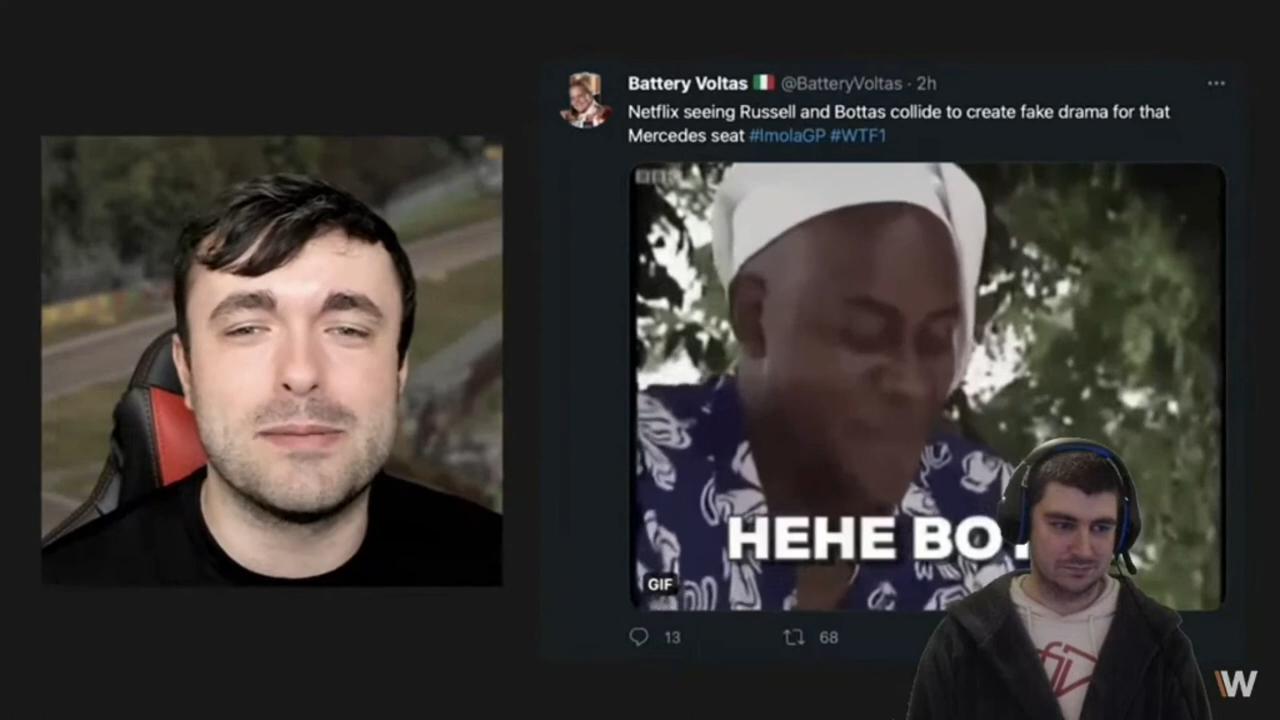 Battery Voltas @BatteryVoltas · 2h
Netflix seeing Russell and Bottas collide to create fake drama for that
Mercedes seat #ImolaGP #WTF1
BBC
HEHE BO
GIF
13 68
W